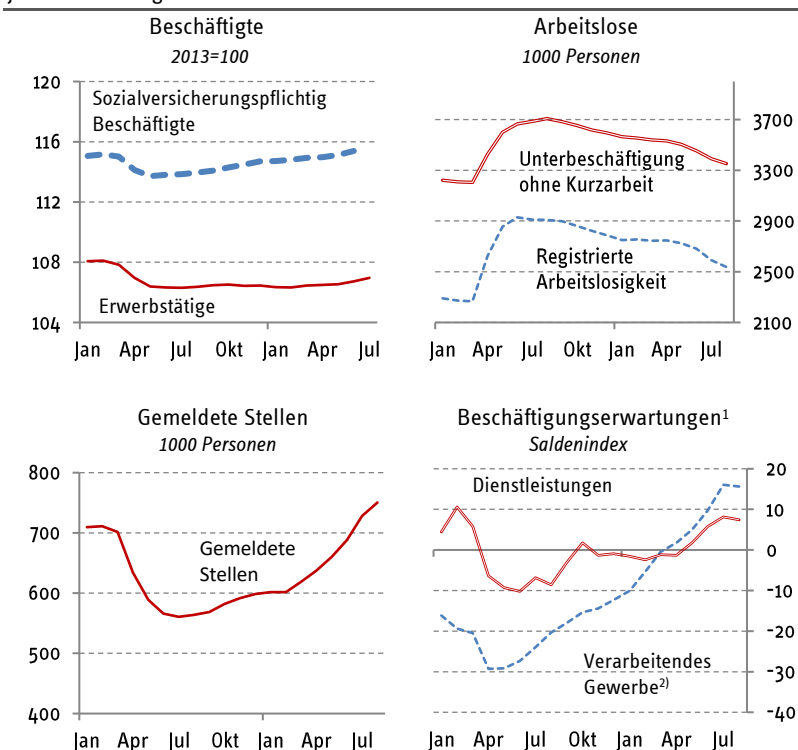 Beschäftigte
2013=100
120
116
112
108
104
Sozialversicherungspflichtig
Beschäftigte
Erwerbstätige
Jan Apr Jul Okt Jan Apr Jul
Arbeitslose
1000 Personen
3700
3300
2900
2500
2100
Unterbeschäftigung
ohne Kurzarbeit
Registrierte
Arbeitslosigkeit
Jan Apr Jul Okt Jan Apr Jul
Gemeldete Stellen
1000 Personen
800
700
600
500
400
Gemeldete
Stellen
Jan Apr Jul Okt Jan Apr Jul
Beschäftigungserwartungen¹
Saldenindex
20
10
0
-10
-20
-30
-40
Dienstleistungen
Verarbeitendes
Gewerbe²⁾
Jan Apr Jul Okt Jan Apr Jul